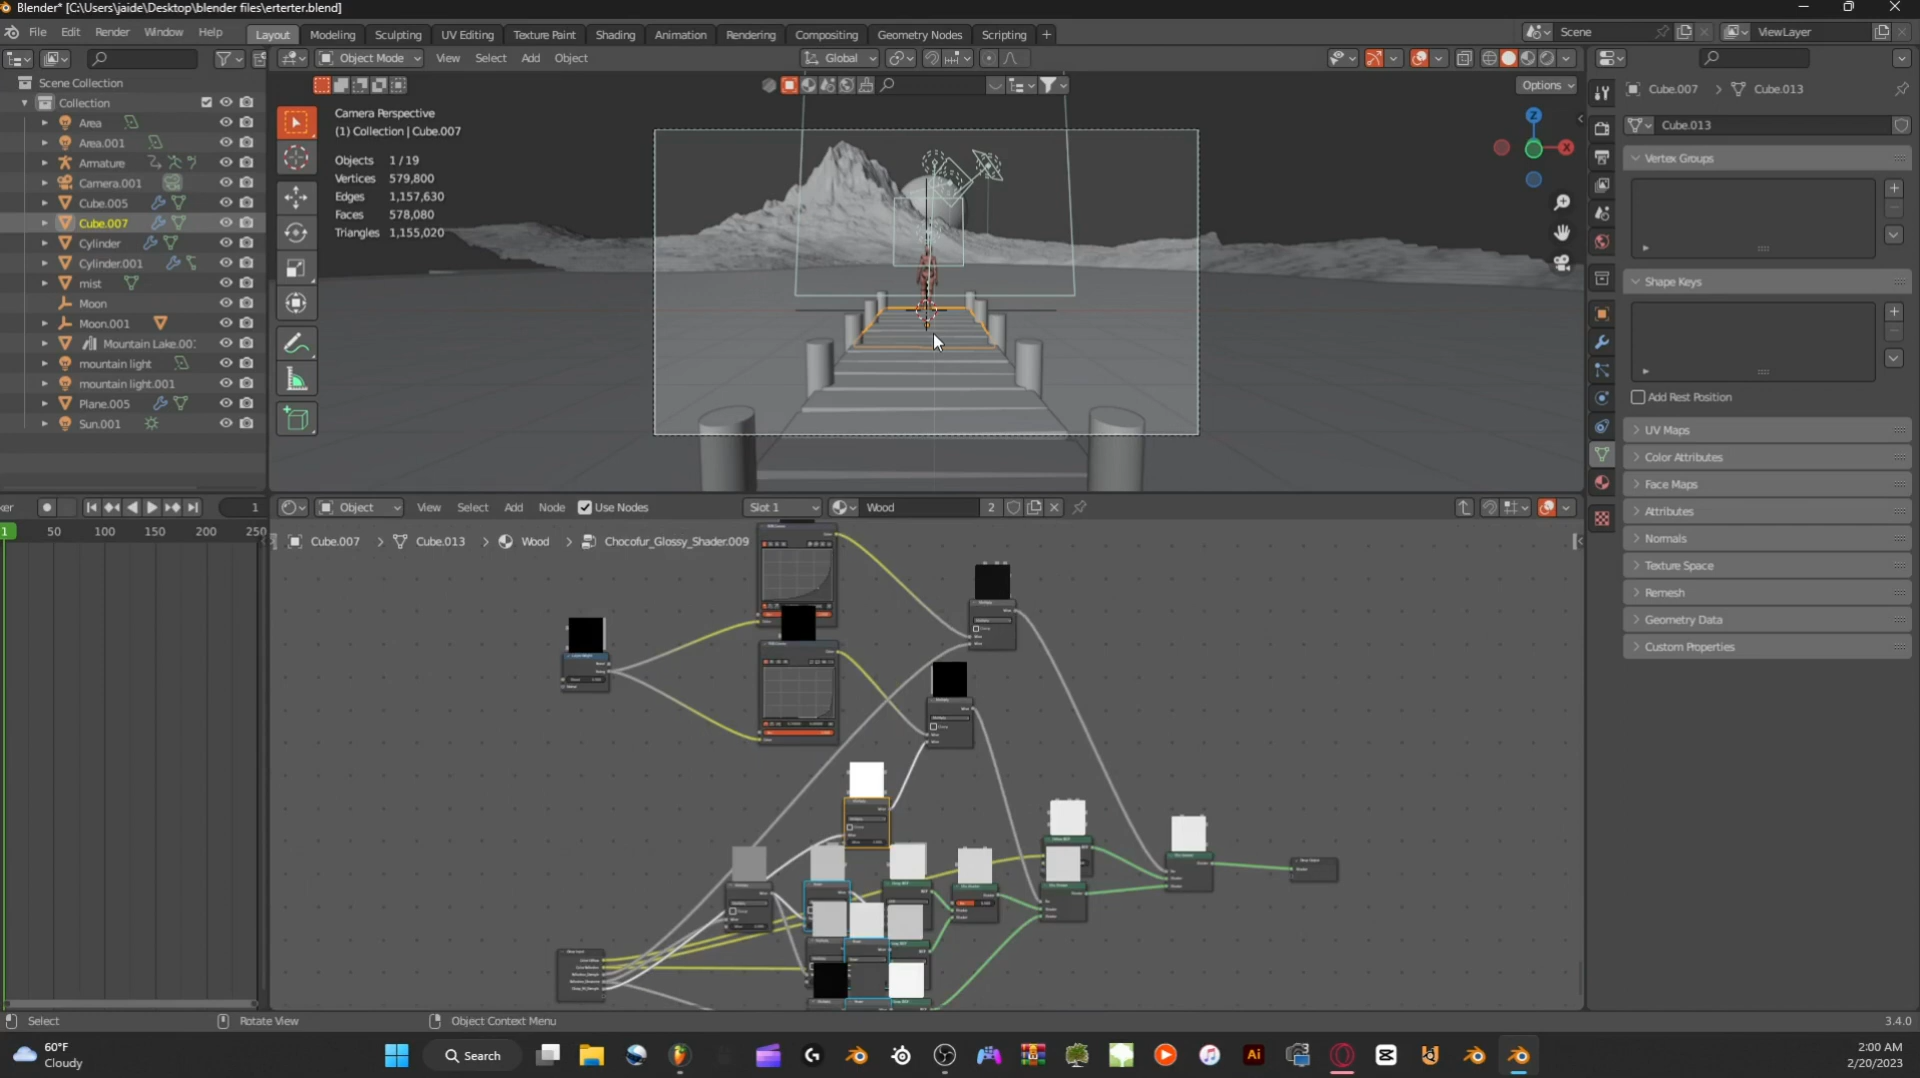 Blender* [C:\Users\jaide\Desktop\blender files\erterter.blend]
File Edit Render Window Help Layout Modeling Sculpting UV Editing Texture Paint Shading Animation Rendering Compositing Geometry Nodes Scripting + Scene ViewLayer
Object Mode View Select Add Object Global
Options
Scene Collection
Collection
Area
Area.001
Armature
Camera.001
Cube.005
Cube.007
Cylinder
Cylinder.001
mist
Moon
Moon.001
Mountain Lake.00
mountain light
mountain light.001
Plane.005
Sun.001
Camera Perspective
(1) Collection | Cube.007
Objects 1/19
Vertices 579,800
Edges 1,157,630
Faces 578,080
Triangles 1,155,020
Z
X
Cube.007 > Cube.013
Cube.013
Vertex Groups
Shape Keys
Add Rest Position
UV Maps
Color Attributes
Face Maps
Attributes
Normals
Texture Space
Remesh
Geometry Data
Custom Properties
ker 1
1 50 100 150 200 250
Object View Select Add Node Use Nodes Slot 1 Wood 2
Cube.007 > Cube.013 > Wood > Chocofur_Glossy_Shader.009
Select Rotate View Object Context Menu 3.4.0
60°F
Cloudy
Search
Ai
2:00 AM
2/20/2023